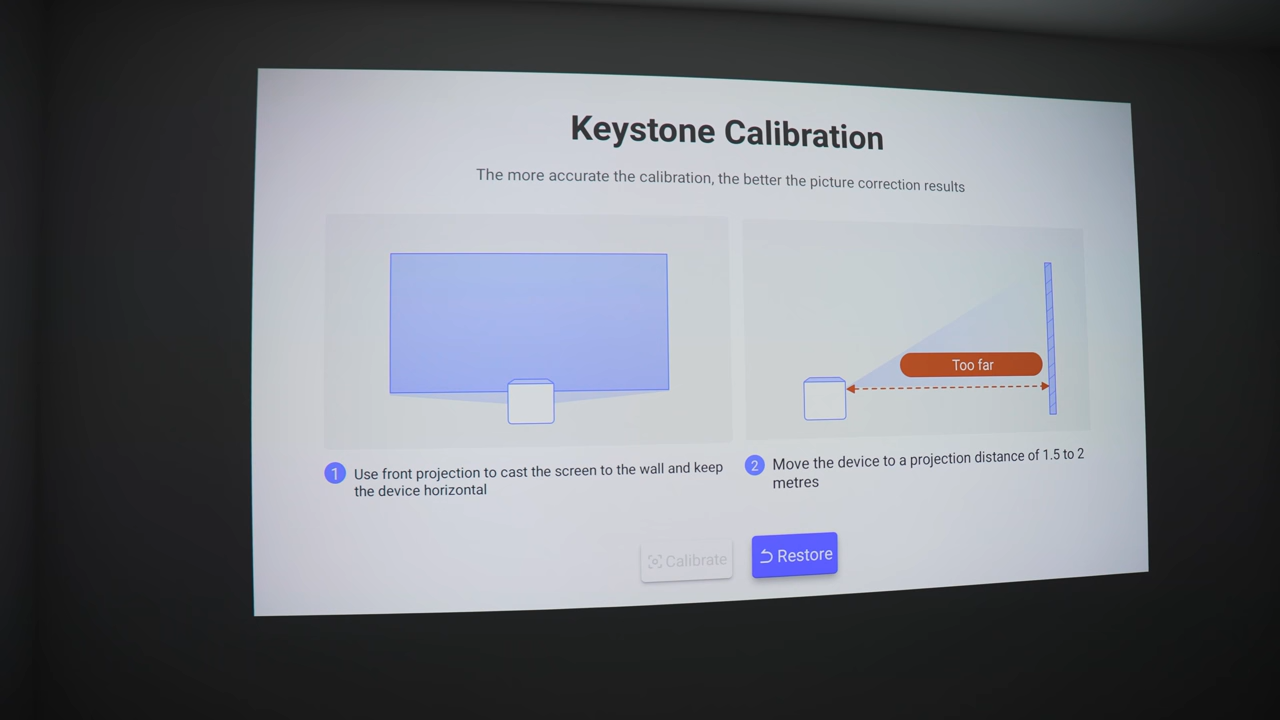 Keystone Calibration
The more accurate the calibration, the better the picture correction results
Too far
1 Use front projection to cast the screen to the wall and keep
the device horizontal
2 Move the device to a projection distance of 1.5 to 2
metres
Calibrate
Restore